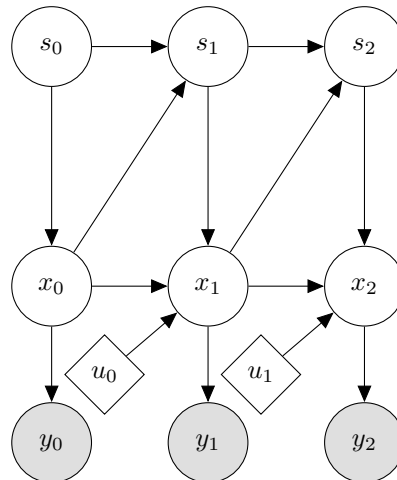 s₀ s₁ s₂
x₀ x₁ x₂
u₀ u₁
y₀ y₁ y₂